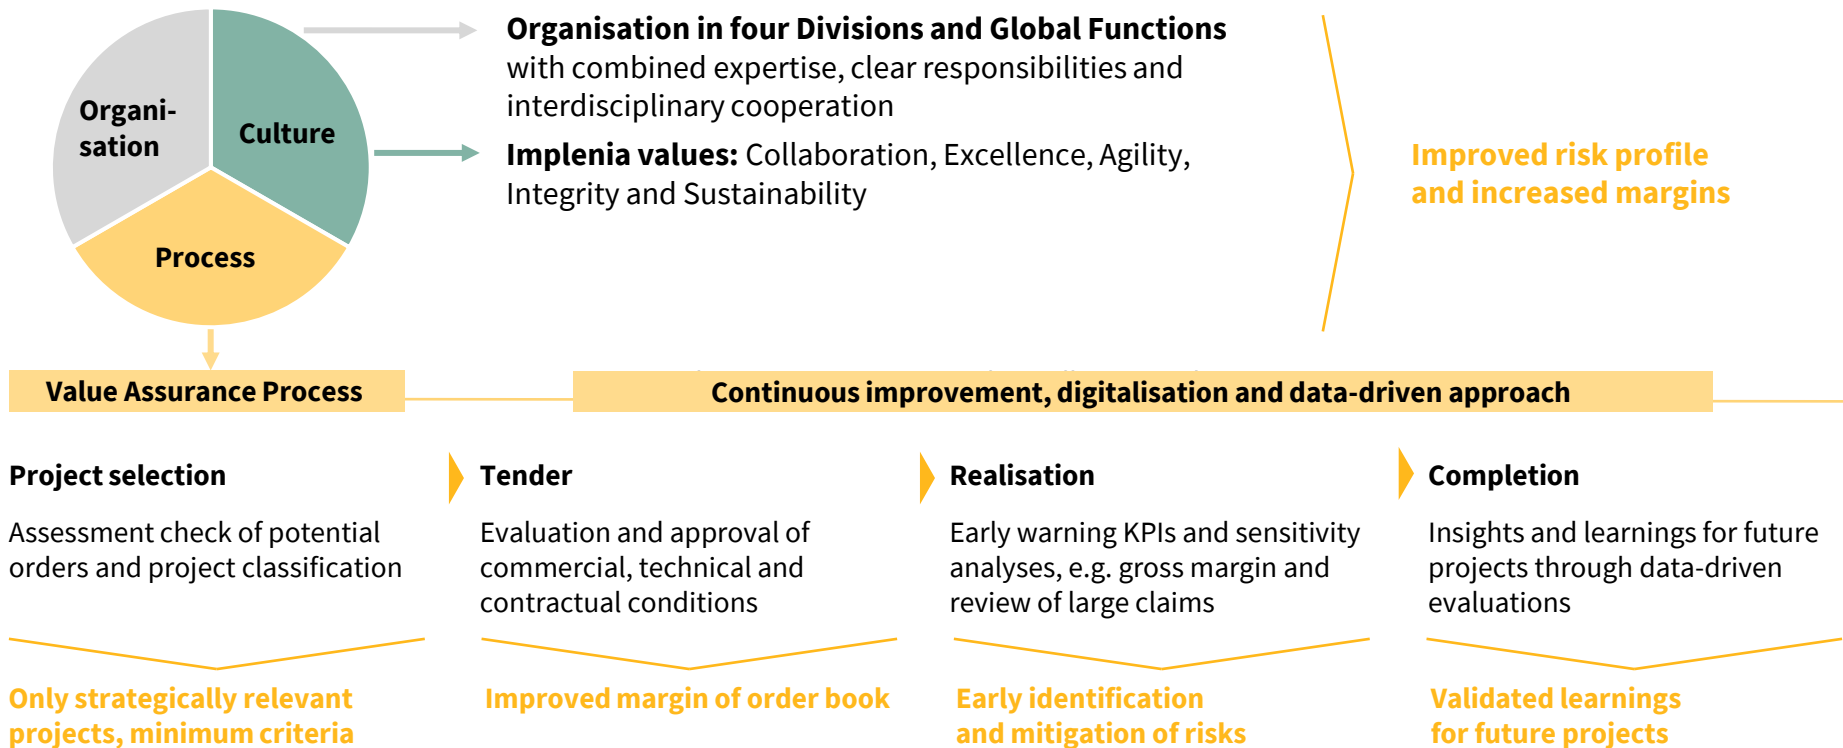 Organi-
sation
Culture
Process
Organisation in four Divisions and Global Functions
with combined expertise, clear responsibilities and
interdisciplinary cooperation
Implenia values: Collaboration, Excellence, Agility,
Integrity and Sustainability
Improved risk profile
and increased margins
Value Assurance Process
Continuous improvement, digitalisation and data-driven approach
Project selection
Assessment check of potential
orders and project classification
Only strategically relevant
projects, minimum criteria
Tender
Evaluation and approval of
commercial, technical and
contractual conditions
Improved margin of order book
Realisation
Early warning KPIs and sensitivity
analyses, e.g. gross margin and
review of large claims
Early identification
and mitigation of risks
Completion
Insights and learnings for future
projects through data-driven
evaluations
Validated learnings
for future projects